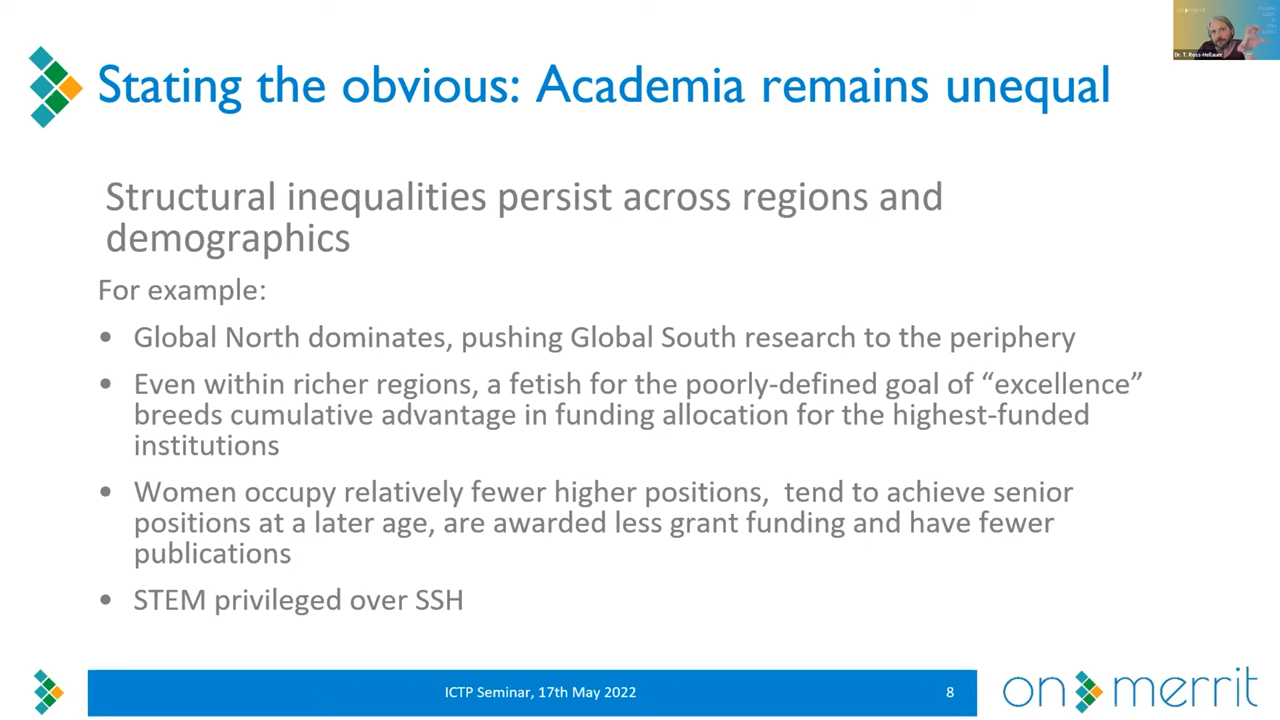 Stating the obvious: Academia remains unequal
Structural inequalities persist across regions and
demographics
For example:
• Global North dominates, pushing Global South research to the periphery
• Even within richer regions, a fetish for the poorly-defined goal of “excellence”
breeds cumulative advantage in funding allocation for the highest-funded
institutions
• Women occupy relatively fewer higher positions, tend to achieve senior
positions at a later age, are awarded less grant funding and have fewer
publications
• STEM privileged over SSH
ICTP Seminar, 17th May 2022
8
on merrit
on merrit
Dr. T. Ross-Hellauer